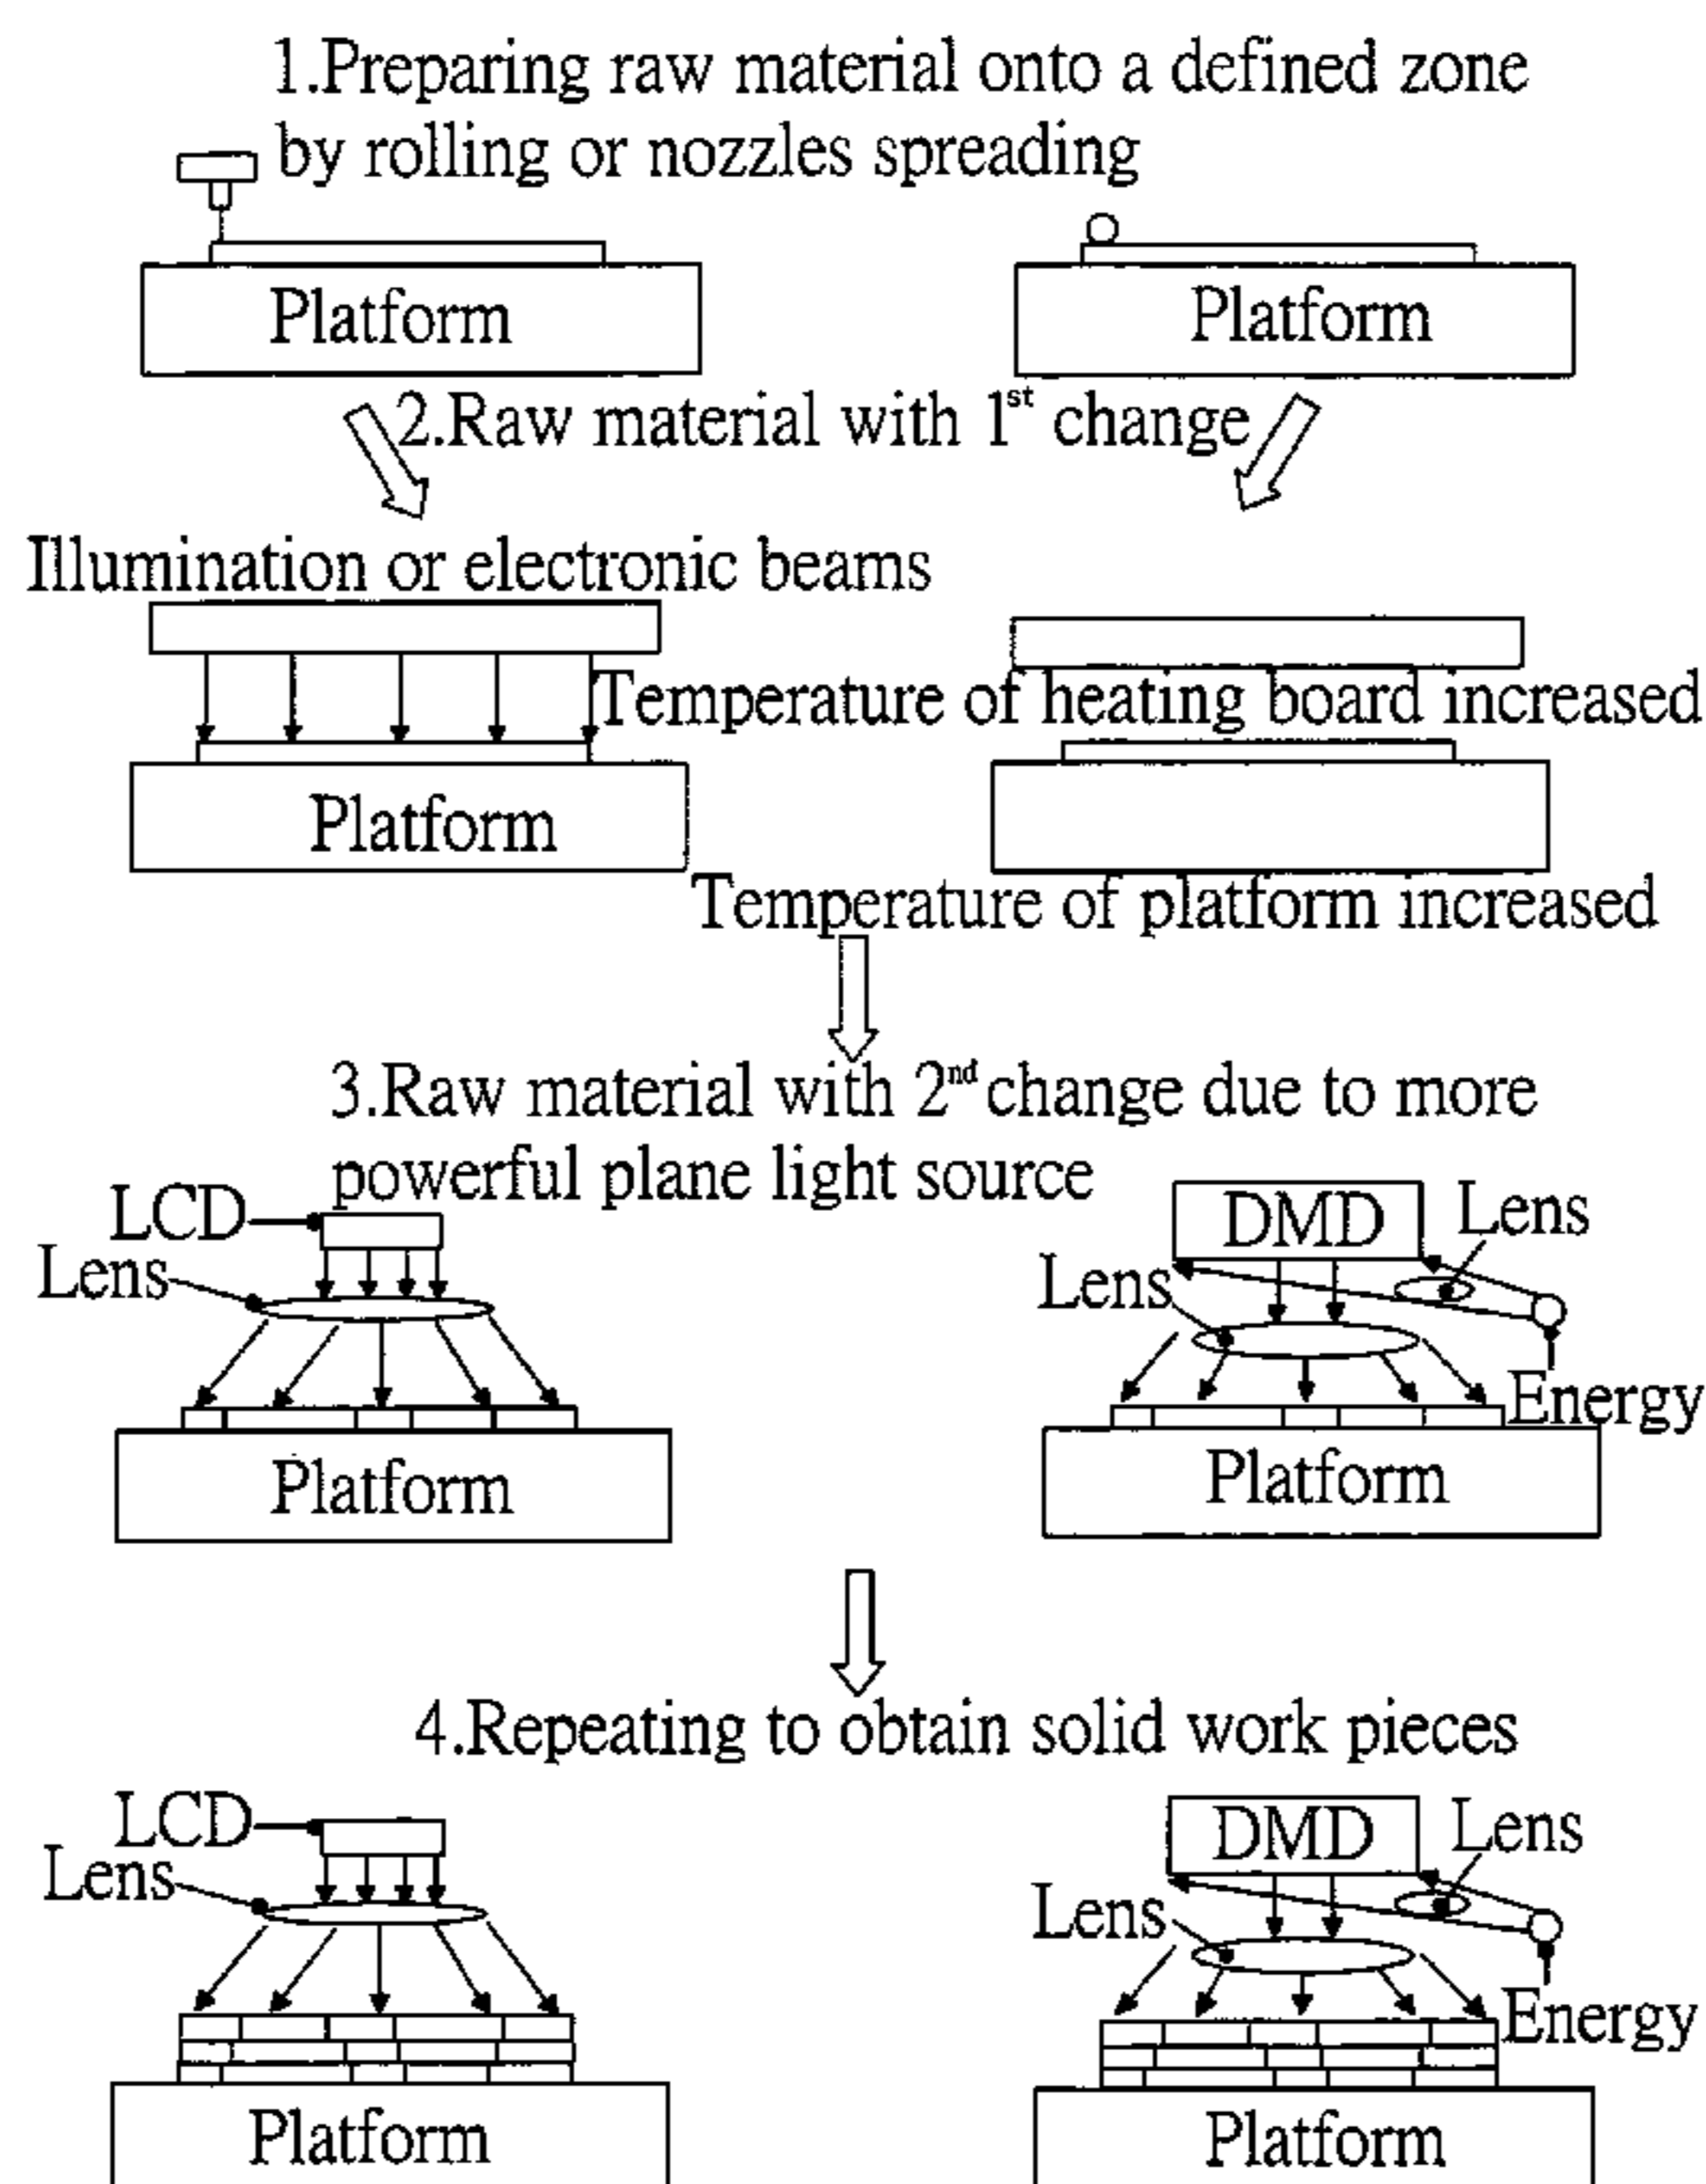 1.Preparing raw material onto a defined zone
by rolling or nozzles spreading
Platform
Platform
2.Raw material with 1st change
Illumination or electronic beams
Temperature of heating board increased
Platform
Temperature of platform increased
3.Raw material with 2nd change due to more
powerful plane light source
LCD
Lens
DMD
Lens
Lens
Energy
Platform
Platform
4.Repeating to obtain solid work pieces
LCD
Lens
DMD
Lens
Lens
Energy
Platform
Platform